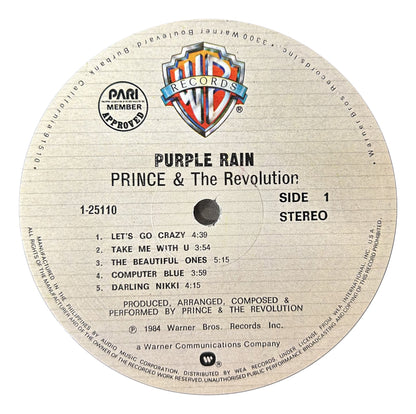 3300 Warner Boulevard, Burbank, California 91510 • Warner Bros. Records Inc.
WB
RECORDS
®
PARI
MEMBER
APPROVED
PURPLE RAIN
PRINCE & The Revolution
1-25110
SIDE 1
STEREO
1. LET'S GO CRAZY 4:39
2. TAKE ME WITH U 3:54
3. THE BEAUTIFUL ONES 5:15
4. COMPUTER BLUE 3:59
5. DARLING NIKKI 4:15
PRODUCED, ARRANGED, COMPOSED &
PERFORMED BY PRINCE & THE REVOLUTION
℗ 1984 Warner Bros. Records Inc.
a Warner Communications Company
W
®
MANUFACTURED IN THE PHILIPPINES BY AUDIO MUSIC CORPORATION, DISTRIBUTED BY WEA RECORDS, UNDER LICENSE FROM WEA INTERNATIONAL INC. U.S.A.
ALL RIGHTS OF THE MANUFACTURER AND OF THE OWNER OF THE RECORDED WORK RESERVED. UNAUTHORISED PUBLIC PERFORMANCE BROADCASTING AND COPYING OF THIS RECORD PROHIBITED.